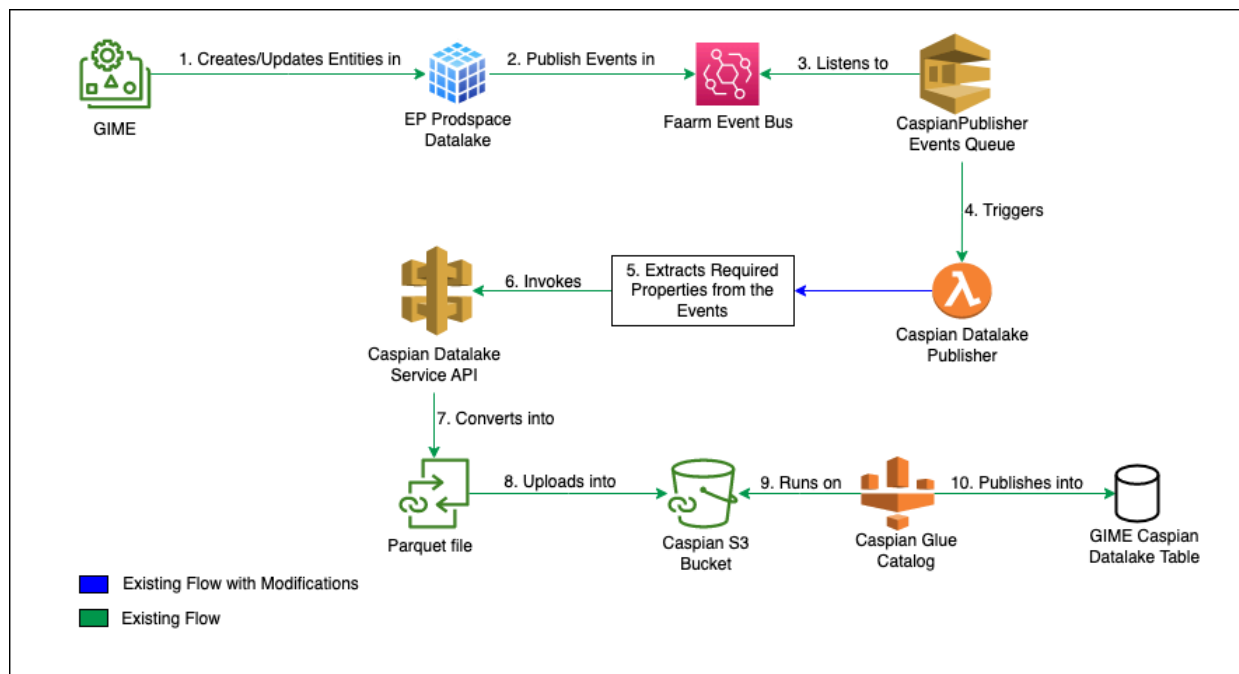 1. Creates/Updates Entities in
2. Publish Events in
3. Listens to
GIME
EP Prodspace
Datalake
Faarm Event Bus
CaspianPublisher
Events Queue
4. Triggers
5. Extracts Required
Properties from the
Events
6. Invokes
Caspian Datalake
Publisher
Caspian Datalake
Service API
7. Converts into
8. Uploads into
9. Runs on
10. Publishes into
Parquet file
Caspian S3
Bucket
Caspian Glue
Catalog
GIME Caspian
Datalake Table
Existing Flow with Modifications
Existing Flow